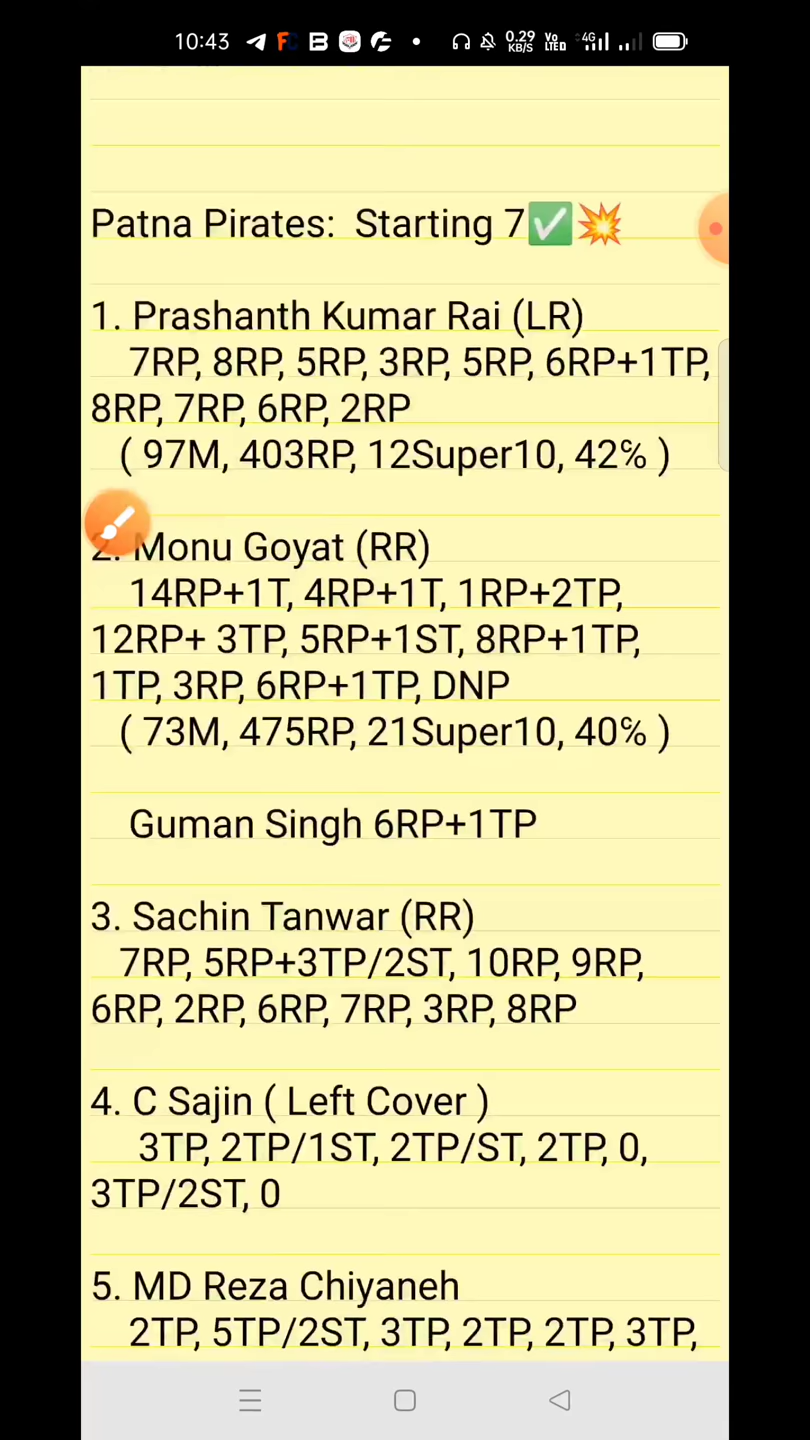 10:43 0.29 KB/S Vo LTED 4G
Patna Pirates:  Starting 7✅💥
1. Prashanth Kumar Rai (LR)
7RP, 8RP, 5RP, 3RP, 5RP, 6RP+1TP,
8RP, 7RP, 6RP, 2RP
( 97M, 403RP, 12Super10, 42℅ )
2. Monu Goyat (RR)
14RP+1T, 4RP+1T, 1RP+2TP,
12RP+ 3TP, 5RP+1ST, 8RP+1TP,
1TP, 3RP, 6RP+1TP, DNP
( 73M, 475RP, 21Super10, 40℅ )
Guman Singh 6RP+1TP
3. Sachin Tanwar (RR)
7RP, 5RP+3TP/2ST, 10RP, 9RP,
6RP, 2RP, 6RP, 7RP, 3RP, 8RP
4. C Sajin ( Left Cover )
3TP, 2TP/1ST, 2TP/ST, 2TP, 0,
3TP/2ST, 0
5. MD Reza Chiyaneh
2TP, 5TP/2ST, 3TP, 2TP, 2TP, 3TP,